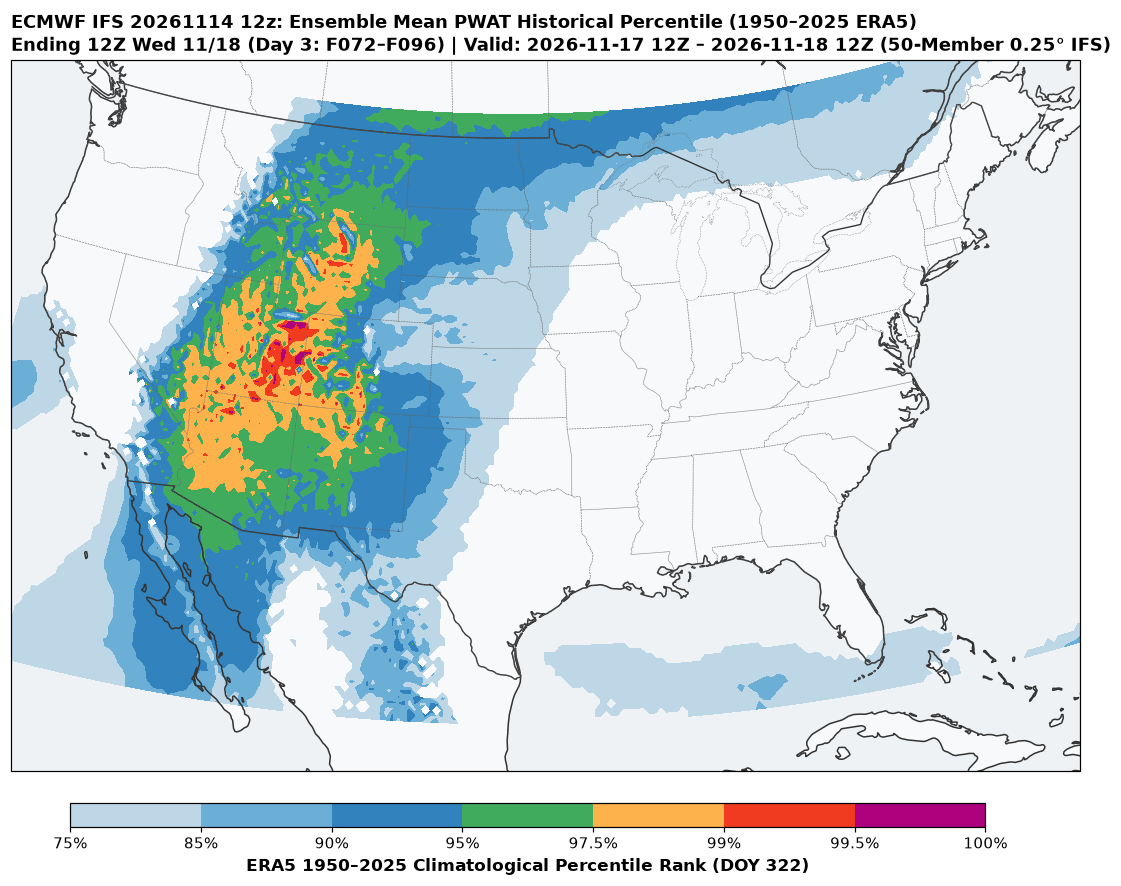 ECMWF IFS 20261114 12z: Ensemble Mean PWAT Historical Percentile (1950–2025 ERA5)
Ending 12Z Wed 11/18 (Day 3: F072–F096) | Valid: 2026-11-17 12Z – 2026-11-18 12Z (50-Member 0.25° IFS)
75% 85% 90% 95% 97.5% 99% 99.5% 100%
ERA5 1950–2025 Climatological Percentile Rank (DOY 322)